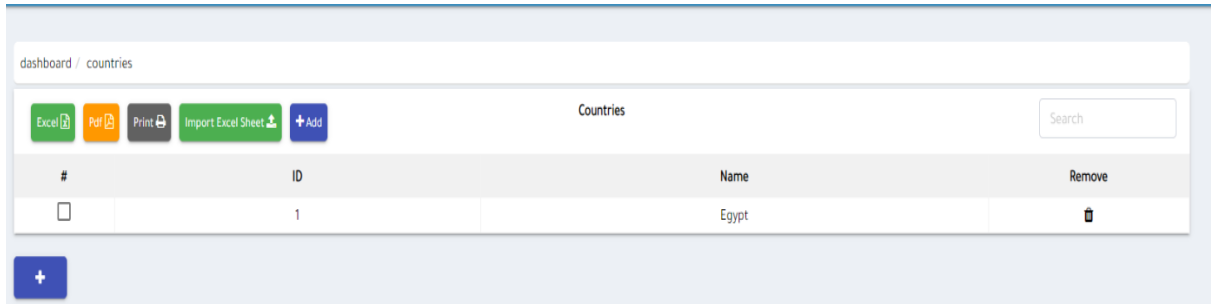 dashboard / countries
Excel Pdf Print Import Excel Sheet + Add Countries Search
# ID Name Remove
1 Egypt
+